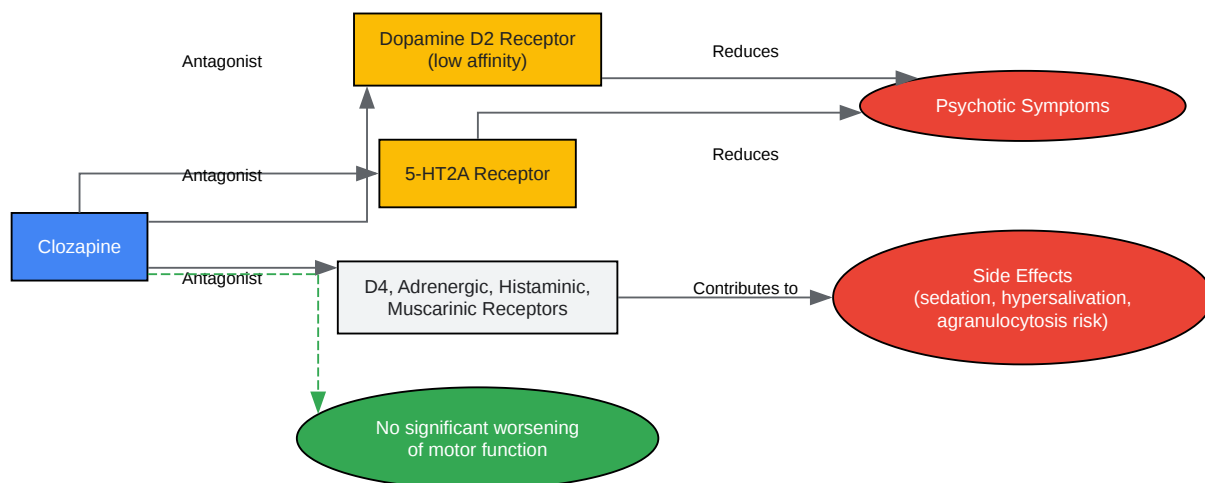 Dopamine D2 Receptor
(low affinity)
Antagonist
Reduces
Psychotic Symptoms
Antagonist
5-HT2A Receptor
Reduces
Clozapine
Antagonist
D4, Adrenergic, Histaminic,
Muscarinic Receptors
Contributes to
Side Effects
(sedation, hypersalivation,
agranulocytosis risk)
No significant worsening
of motor function